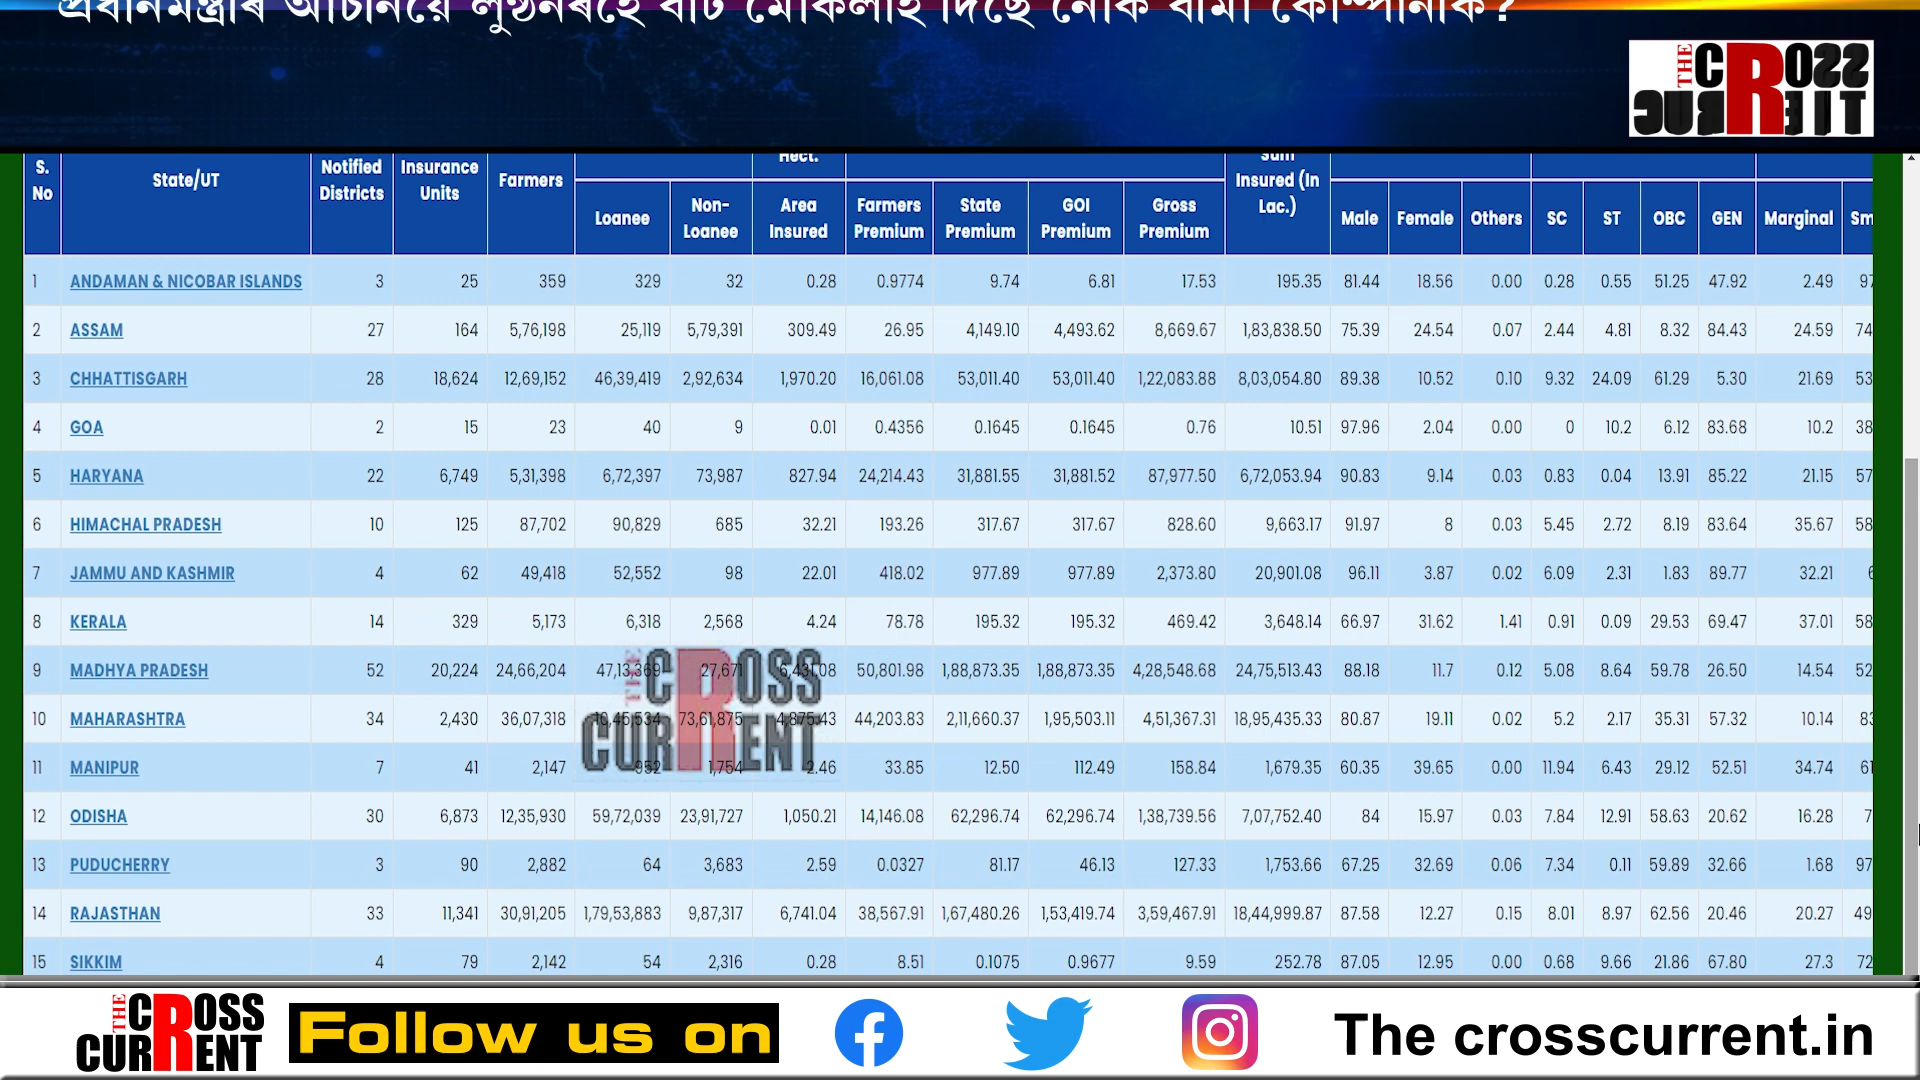 প্ৰধানমন্ত্ৰীৰ আঁচনিয়ে লুণ্ঠনৰহে বাট মোকলাই দিছে নেকি বীমা কোম্পানীক?
THE CROSS
CURRENT
S. No State/UT Notified Districts Insurance Units Farmers Loanee Non-Loanee Hect. Area Insured Farmers Premium State Premium GOI Premium Gross Premium Sum Insured (In Lac.) Male Female Others SC ST OBC GEN Marginal Sm
1 ANDAMAN & NICOBAR ISLANDS 3 25 359 329 32 0.28 0.9774 9.74 6.81 17.53 195.35 81.44 18.56 0.00 0.28 0.55 51.25 47.92 2.49 97
2 ASSAM 27 164 5,76,198 25,119 5,79,391 309.49 26.95 4,149.10 4,493.62 8,669.67 1,83,838.50 75.39 24.54 0.07 2.44 4.81 8.32 84.43 24.59 74
3 CHHATTISGARH 28 18,624 12,69,152 46,39,419 2,92,634 1,970.20 16,061.08 53,011.40 53,011.40 1,22,083.88 8,03,054.80 89.38 10.52 0.10 9.32 24.09 61.29 5.30 21.69 53
4 GOA 2 15 23 40 9 0.01 0.4356 0.1645 0.1645 0.76 10.51 97.96 2.04 0.00 0 10.2 6.12 83.68 10.2 38
5 HARYANA 22 6,749 5,31,398 6,72,397 73,987 827.94 24,214.43 31,881.55 31,881.52 87,977.50 6,72,053.94 90.83 9.14 0.03 0.83 0.04 13.91 85.22 21.15 57
6 HIMACHAL PRADESH 10 125 87,702 90,829 685 32.21 193.26 317.67 317.67 828.60 9,663.17 91.97 8 0.03 5.45 2.72 8.19 83.64 35.67 58
7 JAMMU AND KASHMIR 4 62 49,418 52,552 98 22.01 418.02 977.89 977.89 2,373.80 20,901.08 96.11 3.87 0.02 6.09 2.31 1.83 89.77 32.21
8 KERALA 14 329 5,173 6,318 2,568 4.24 78.78 195.32 195.32 469.42 3,648.14 66.97 31.62 1.41 0.91 0.09 29.53 69.47 37.01 58
9 MADHYA PRADESH 52 20,224 24,66,204 47,13,369 27,671 6,431.08 50,801.98 1,88,873.35 1,88,873.35 4,28,548.68 24,75,513.43 88.18 11.7 0.12 5.08 8.64 59.78 26.50 14.54 52
10 MAHARASHTRA 34 2,430 36,07,318 73,61,875 4,875.43 44,203.83 2,11,660.37 1,95,503.11 4,51,367.31 18,95,435.33 80.87 19.11 0.02 5.2 2.17 35.31 57.32 10.14 83
11 MANIPUR 7 41 2,147 952 1,754 2.46 33.85 12.50 112.49 158.84 1,679.35 60.35 39.65 0.00 11.94 6.43 29.12 52.51 34.74 61
12 ODISHA 30 6,873 12,35,930 59,72,039 23,91,727 1,050.21 14,146.08 62,296.74 62,296.74 1,38,739.56 7,07,752.40 84 15.97 0.03 7.84 12.91 58.63 20.62 16.28 7
13 PUDUCHERRY 3 90 2,882 64 3,683 2.59 0.0327 81.17 46.13 127.33 1,753.66 67.25 32.69 0.06 7.34 0.11 59.89 32.66 1.68 97
14 RAJASTHAN 33 11,341 30,91,205 1,79,53,883 9,87,317 6,741.04 38,567.91 1,67,480.26 1,53,419.74 3,59,467.91 18,44,999.87 87.58 12.27 0.15 8.01 8.97 62.56 20.46 20.27 49
15 SIKKIM 4 79 2,142 54 2,316 0.28 8.51 0.1075 0.9677 9.59 252.78 87.05 12.95 0.00 0.68 9.66 21.86 67.80 27.3 72
THE CROSS
CURRENT
THE CROSS
CURRENT
Follow us on
The crosscurrent.in